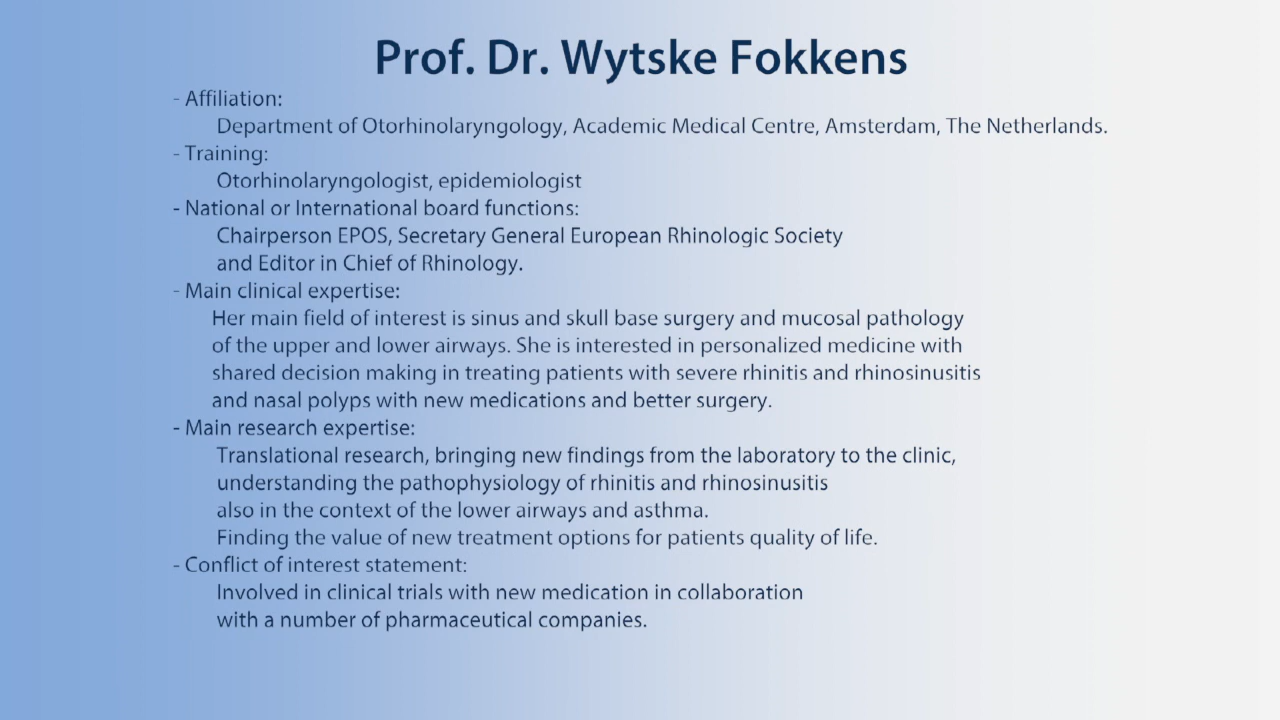 Prof. Dr. Wytske Fokkens
- Affiliation:
Department of Otorhinolaryngology, Academic Medical Centre, Amsterdam, The Netherlands.
- Training:
Otorhinolaryngologist, epidemiologist
- National or International board functions:
Chairperson EPOS, Secretary General European Rhinologic Society
and Editor in Chief of Rhinology.
- Main clinical expertise:
Her main field of interest is sinus and skull base surgery and mucosal pathology
of the upper and lower airways. She is interested in personalized medicine with
shared decision making in treating patients with severe rhinitis and rhinosinusitis
and nasal polyps with new medications and better surgery.
- Main research expertise:
Translational research, bringing new findings from the laboratory to the clinic,
understanding the pathophysiology of rhinitis and rhinosinusitis
also in the context of the lower airways and asthma.
Finding the value of new treatment options for patients quality of life.
- Conflict of interest statement:
Involved in clinical trials with new medication in collaboration
with a number of pharmaceutical companies.